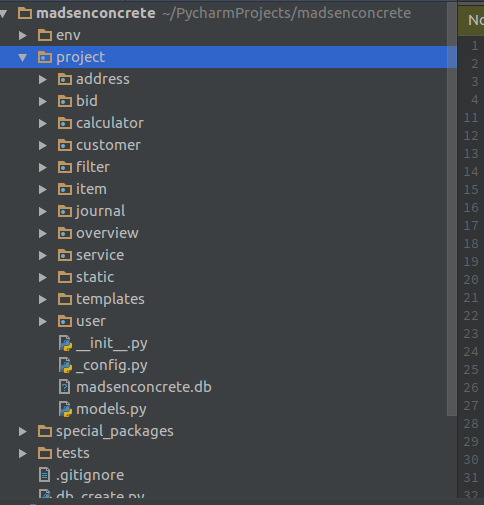 madsenconcrete ~/PycharmProjects/madsenconcrete
env
project
address
bid
calculator
customer
filter
item
journal
overview
service
static
templates
user
__init__.py
_config.py
madsenconcrete.db
models.py
special_packages
tests
.gitignore
db_create.py
No
1
2
3
4
11
12
13
14
15
16
17
18
19
20
21
22
23
24
25
26
27
28
29
30
31
32